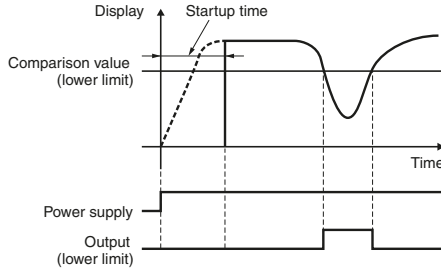 Display
Startup time
Comparison value
(lower limit)
Time
Power supply
Output
(lower limit)